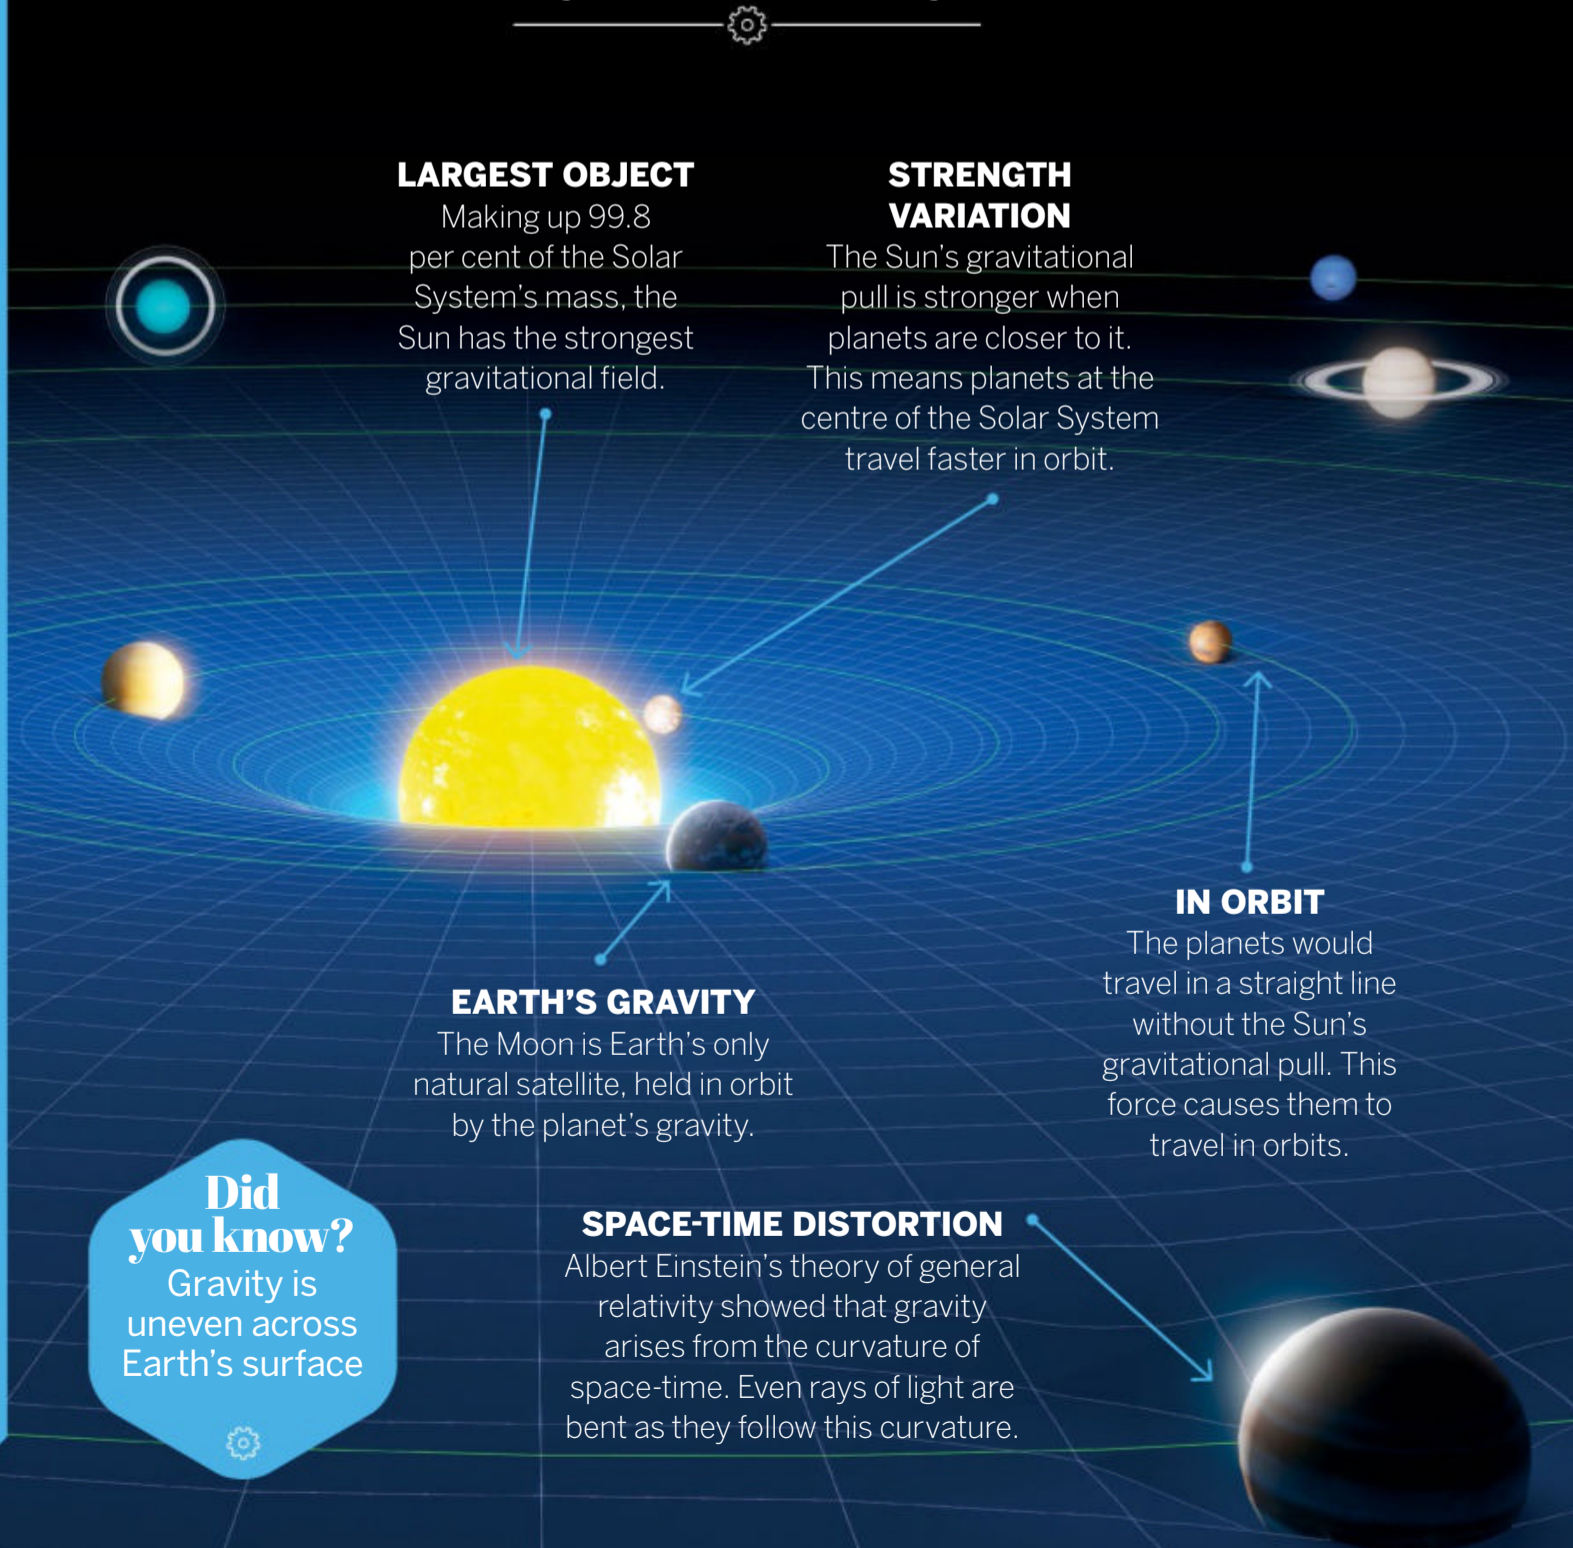 LARGEST OBJECT
Making up 99.8
per cent of the Solar
System's mass, the
Sun has the strongest
gravitational field.
STRENGTH
VARIATION
The Sun's gravitational
pull is stronger when
planets are closer to it.
This means planets at the
centre of the Solar System
travel faster in orbit.
IN ORBIT
The planets would
travel in a straight line
without the Sun's
gravitational pull. This
force causes them to
travel in orbits.
EARTH'S GRAVITY
The Moon is Earth's only
natural satellite, held in orbit
by the planet's gravity.
Did
you know?
Gravity is
uneven across
Earth's surface
SPACE-TIME DISTORTION
Albert Einstein's theory of general
relativity showed that gravity
arises from the curvature of
space-time. Even rays of light are
bent as they follow this curvature.